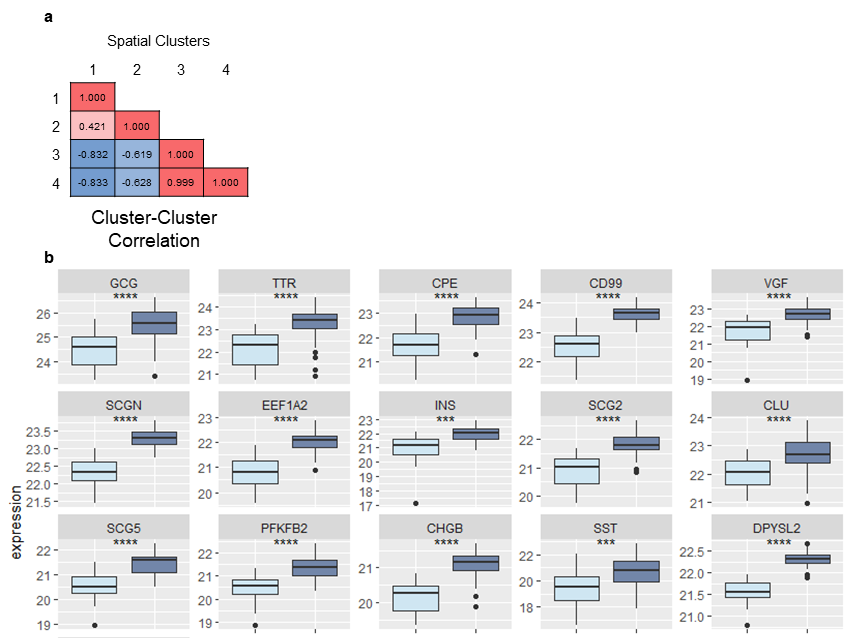 a
Spatial Clusters
1 2 3 4
1 1.000
2 0.421 1.000
3 -0.832 -0.619 1.000
4 -0.833 -0.628 0.999 1.000
Cluster-Cluster
Correlation
b
GCG TTR CPE CD99 VGF
**** **** **** **** ****
26 25 24
24 23 22 21
23 22 21
24 23 22
23 22 21 20 19
SCGN EEF1A2 INS SCG2 CLU
**** **** *** **** ****
23.5 23.0 22.5 22.0 21.5
23 22 21 20
23 22 21 20 19 18 17
22 21 20
24 23 22 21
expression
SCG5 PFKFB2 CHGB SST DPYSL2
**** **** **** *** ****
22 21 20 19
22 21 20 19
21 20
22 20 18
22.5 22.0 21.5 21.0